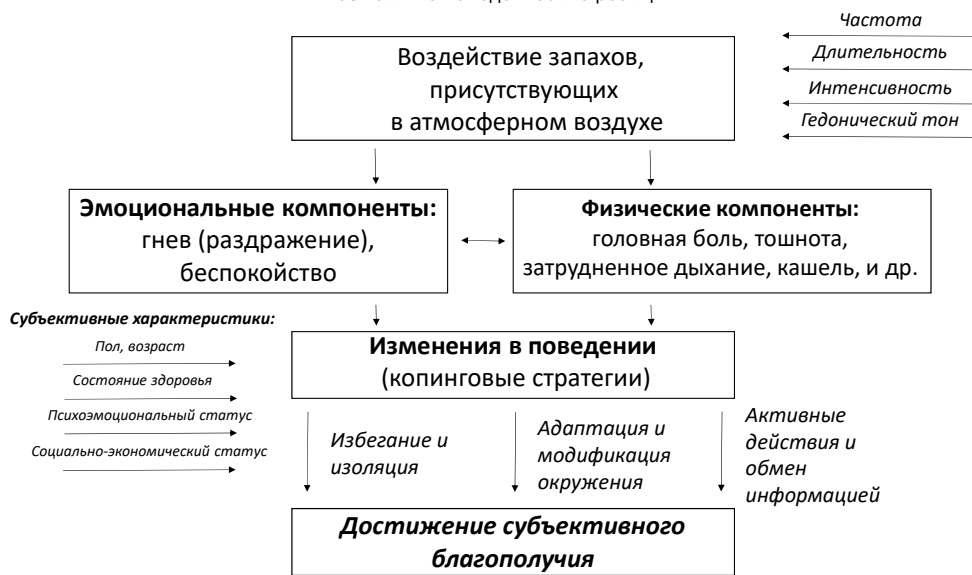 Частота
Длительность
Интенсивность
Гедонический тон
Воздействие запахов,
присутствующих
в атмосферном воздухе
Эмоциональные компоненты:
гнев (раздражение),
беспокойство
Физические компоненты:
головная боль, тошнота,
затрудненное дыхание, кашель, и др.
Субъективные характеристики:
Пол, возраст
Состояние здоровья
Психоэмоциональный статус
Социально-экономический статус
Изменения в поведении
(копинговые стратегии)
Избегание и
изоляция
Адаптация и
модификация
окружения
Активные
действия и
обмен
информацией
Достижение субъективного
благополучия